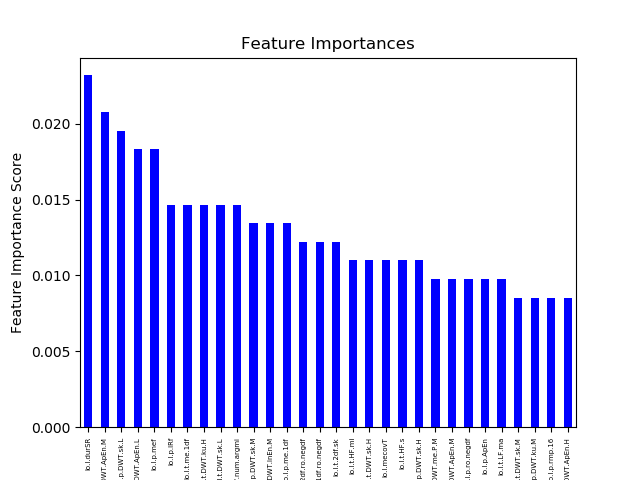 Feature Importances
Feature Importance Score
0.020
0.015
0.010
0.005
0.000
lo.l.durSR
DWT.ApEn.M
.p.DWT.sk.L
DWT.ApEn.L
lo.l.p.mef
lo.l.p.IRf
lo.l.t.me.1df
.t.DWT.ku.H
.t.DWT.sk.L
.num.argmi
.p.DWT.sk.M
DWT.InEn.M
lo.l.p.me.1df
2df.ro.negdf
1df.ro.negdf
lo.l.t.2df.sk
lo.l.t.HF.mi
.t.DWT.sk.H
lo.l.mecovT
lo.l.t.HF.s
.p.DWT.sk.H
DWT.me.P.M
DWT.ApEn.M
lo.l.p.ro.negdf
lo.l.p.ApEn
lo.l.t.LF.ma
.t.DWT.sk.M
.p.DWT.ku.M
lo.l.p.rmp.16
DWT.ApEn.H